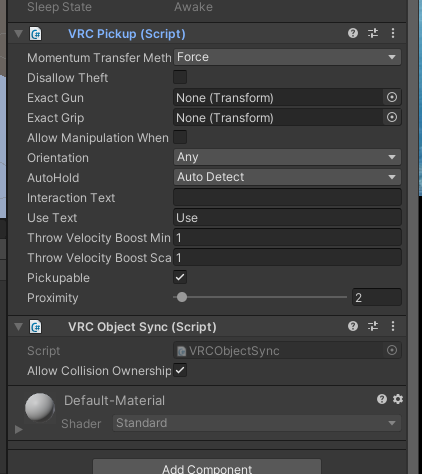 Sleep State Awake
VRC Pickup (Script)
Momentum Transfer Meth Force
Disallow Theft
Exact Gun None (Transform)
Exact Grip None (Transform)
Allow Manipulation When
Orientation Any
AutoHold Auto Detect
Interaction Text
Use Text Use
Throw Velocity Boost Min 1
Throw Velocity Boost Sca 1
Pickupable
Proximity 2
VRC Object Sync (Script)
Script VRCObjectSync
Allow Collision Ownership
Default-Material
Shader Standard
Add Component